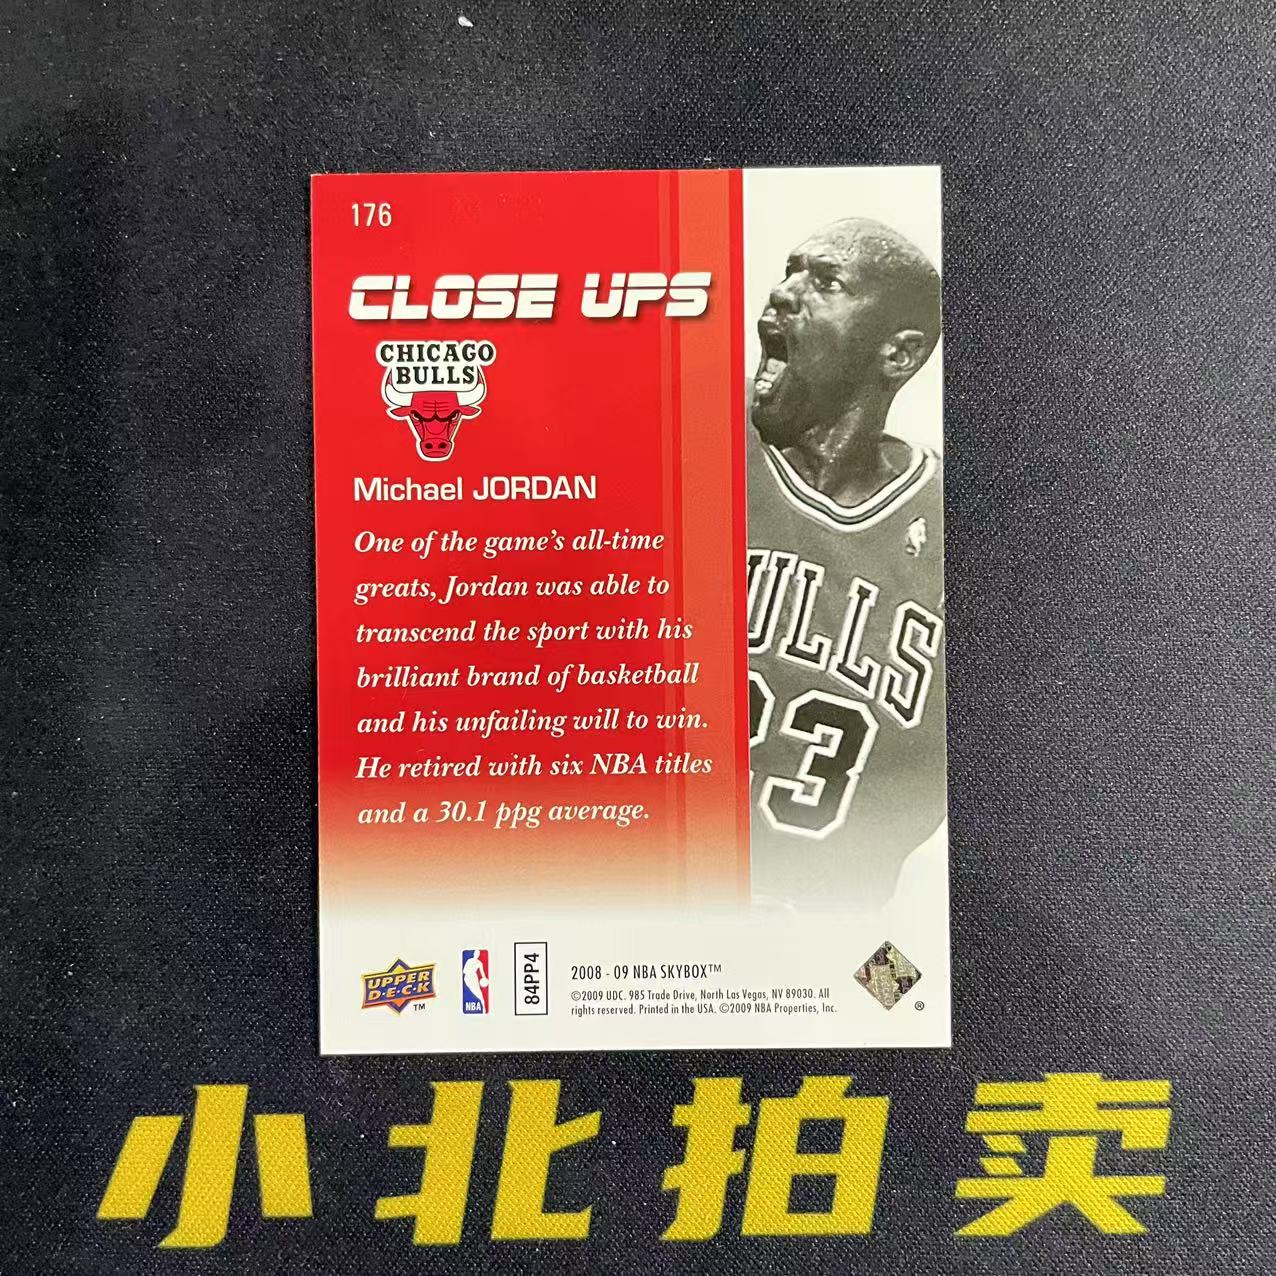 176
CLOSE UPS
CHICAGO
BULLS
Michael JORDAN
One of the game's all-time
greats, Jordan was able to
transcend the sport with his
brilliant brand of basketball
and his unfailing will to win.
He retired with six NBA titles
and a 30.1 ppg average.
ULLS
23
UPPER
D·E·C·K
TM
NBA
84PP4
2008 - 09 NBA SKYBOX™
©2009 UDC. 985 Trade Drive, North Las Vegas, NV 89030. All
rights reserved. Printed in the USA. ©2009 NBA Properties, Inc.
®
小北拍卖